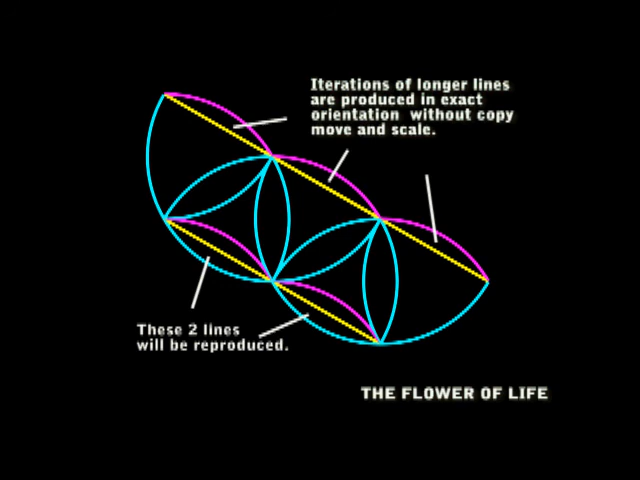 Iterations of longer lines
are produced in exact
orientation without copy
move and scale.
These 2 lines
will be reproduced.
THE FLOWER OF LIFE